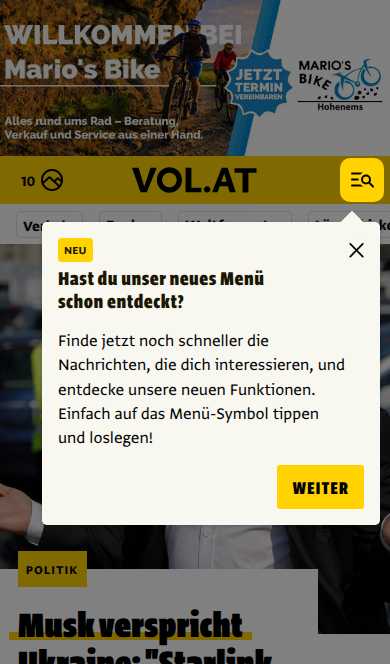 WILLKOMMEN BEI
Mario's Bike
Alles rund ums Rad – Beratung,
Verkauf und Service aus einer Hand.
JETZT
TERMIN
VEREINBAREN
MARIO'S
BIKE
Hohenems
10
VOL.AT
NEU
Hast du unser neues Menü
schon entdeckt?
Finde jetzt noch schneller die
Nachrichten, die dich interessieren, und
entdecke unsere neuen Funktionen.
Einfach auf das Menü-Symbol tippen
und loslegen!
WEITER
POLITIK
Musk verspricht
Ukraine: "Starlink